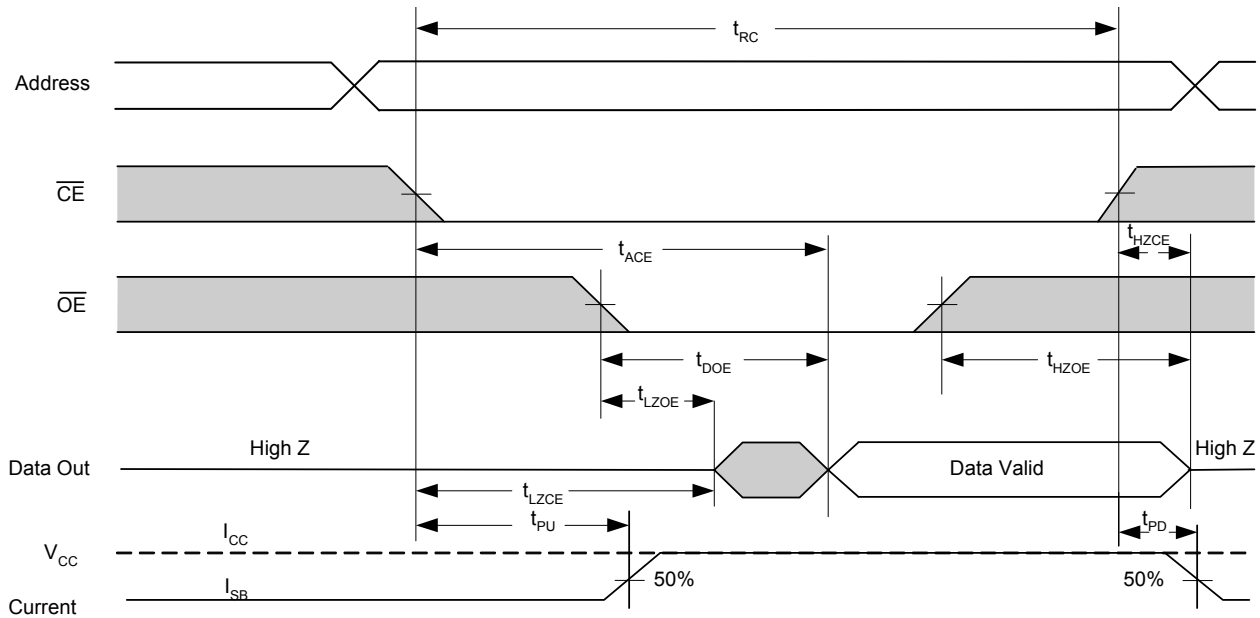 tRC
Address
CE
tHZCE
tACE
OE
tDOE
tHZOE
tLZOE
High Z
High Z
Data Out
Data Valid
tLZCE
tPU
tPD
ICC
VCC
50%
50%
ISB
Current